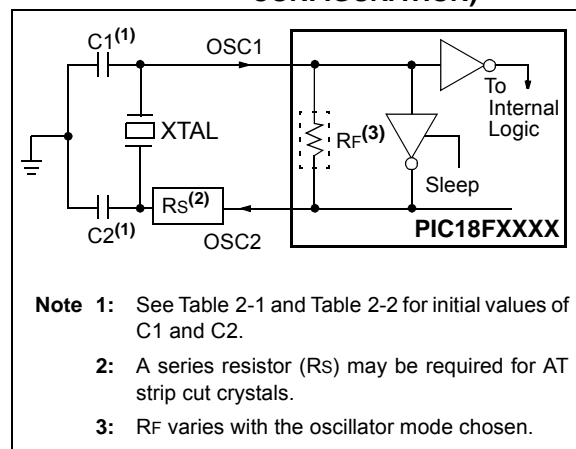 C1(1)
OSC1
To
Internal
Logic
XTAL
RF(3)
Sleep
RS(2)
C2(1)
OSC2
PIC18FXXXX
Note 1: See Table 2-1 and Table 2-2 for initial values of
C1 and C2.
2: A series resistor (RS) may be required for AT
strip cut crystals.
3: RF varies with the oscillator mode chosen.